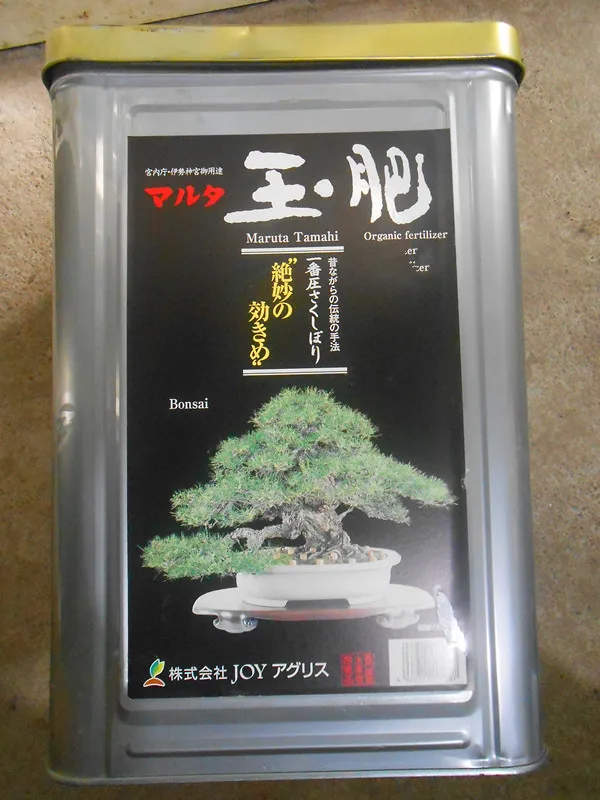 宮内庁・伊勢神宮御用達
マルタ 玉肥
Maruta Tamahi
Organic fertilizer
昔ながらの伝統の手法
一番圧さくしぼり
"絶妙の
効きめ"
Bonsai
株式会社 JOY アグリス